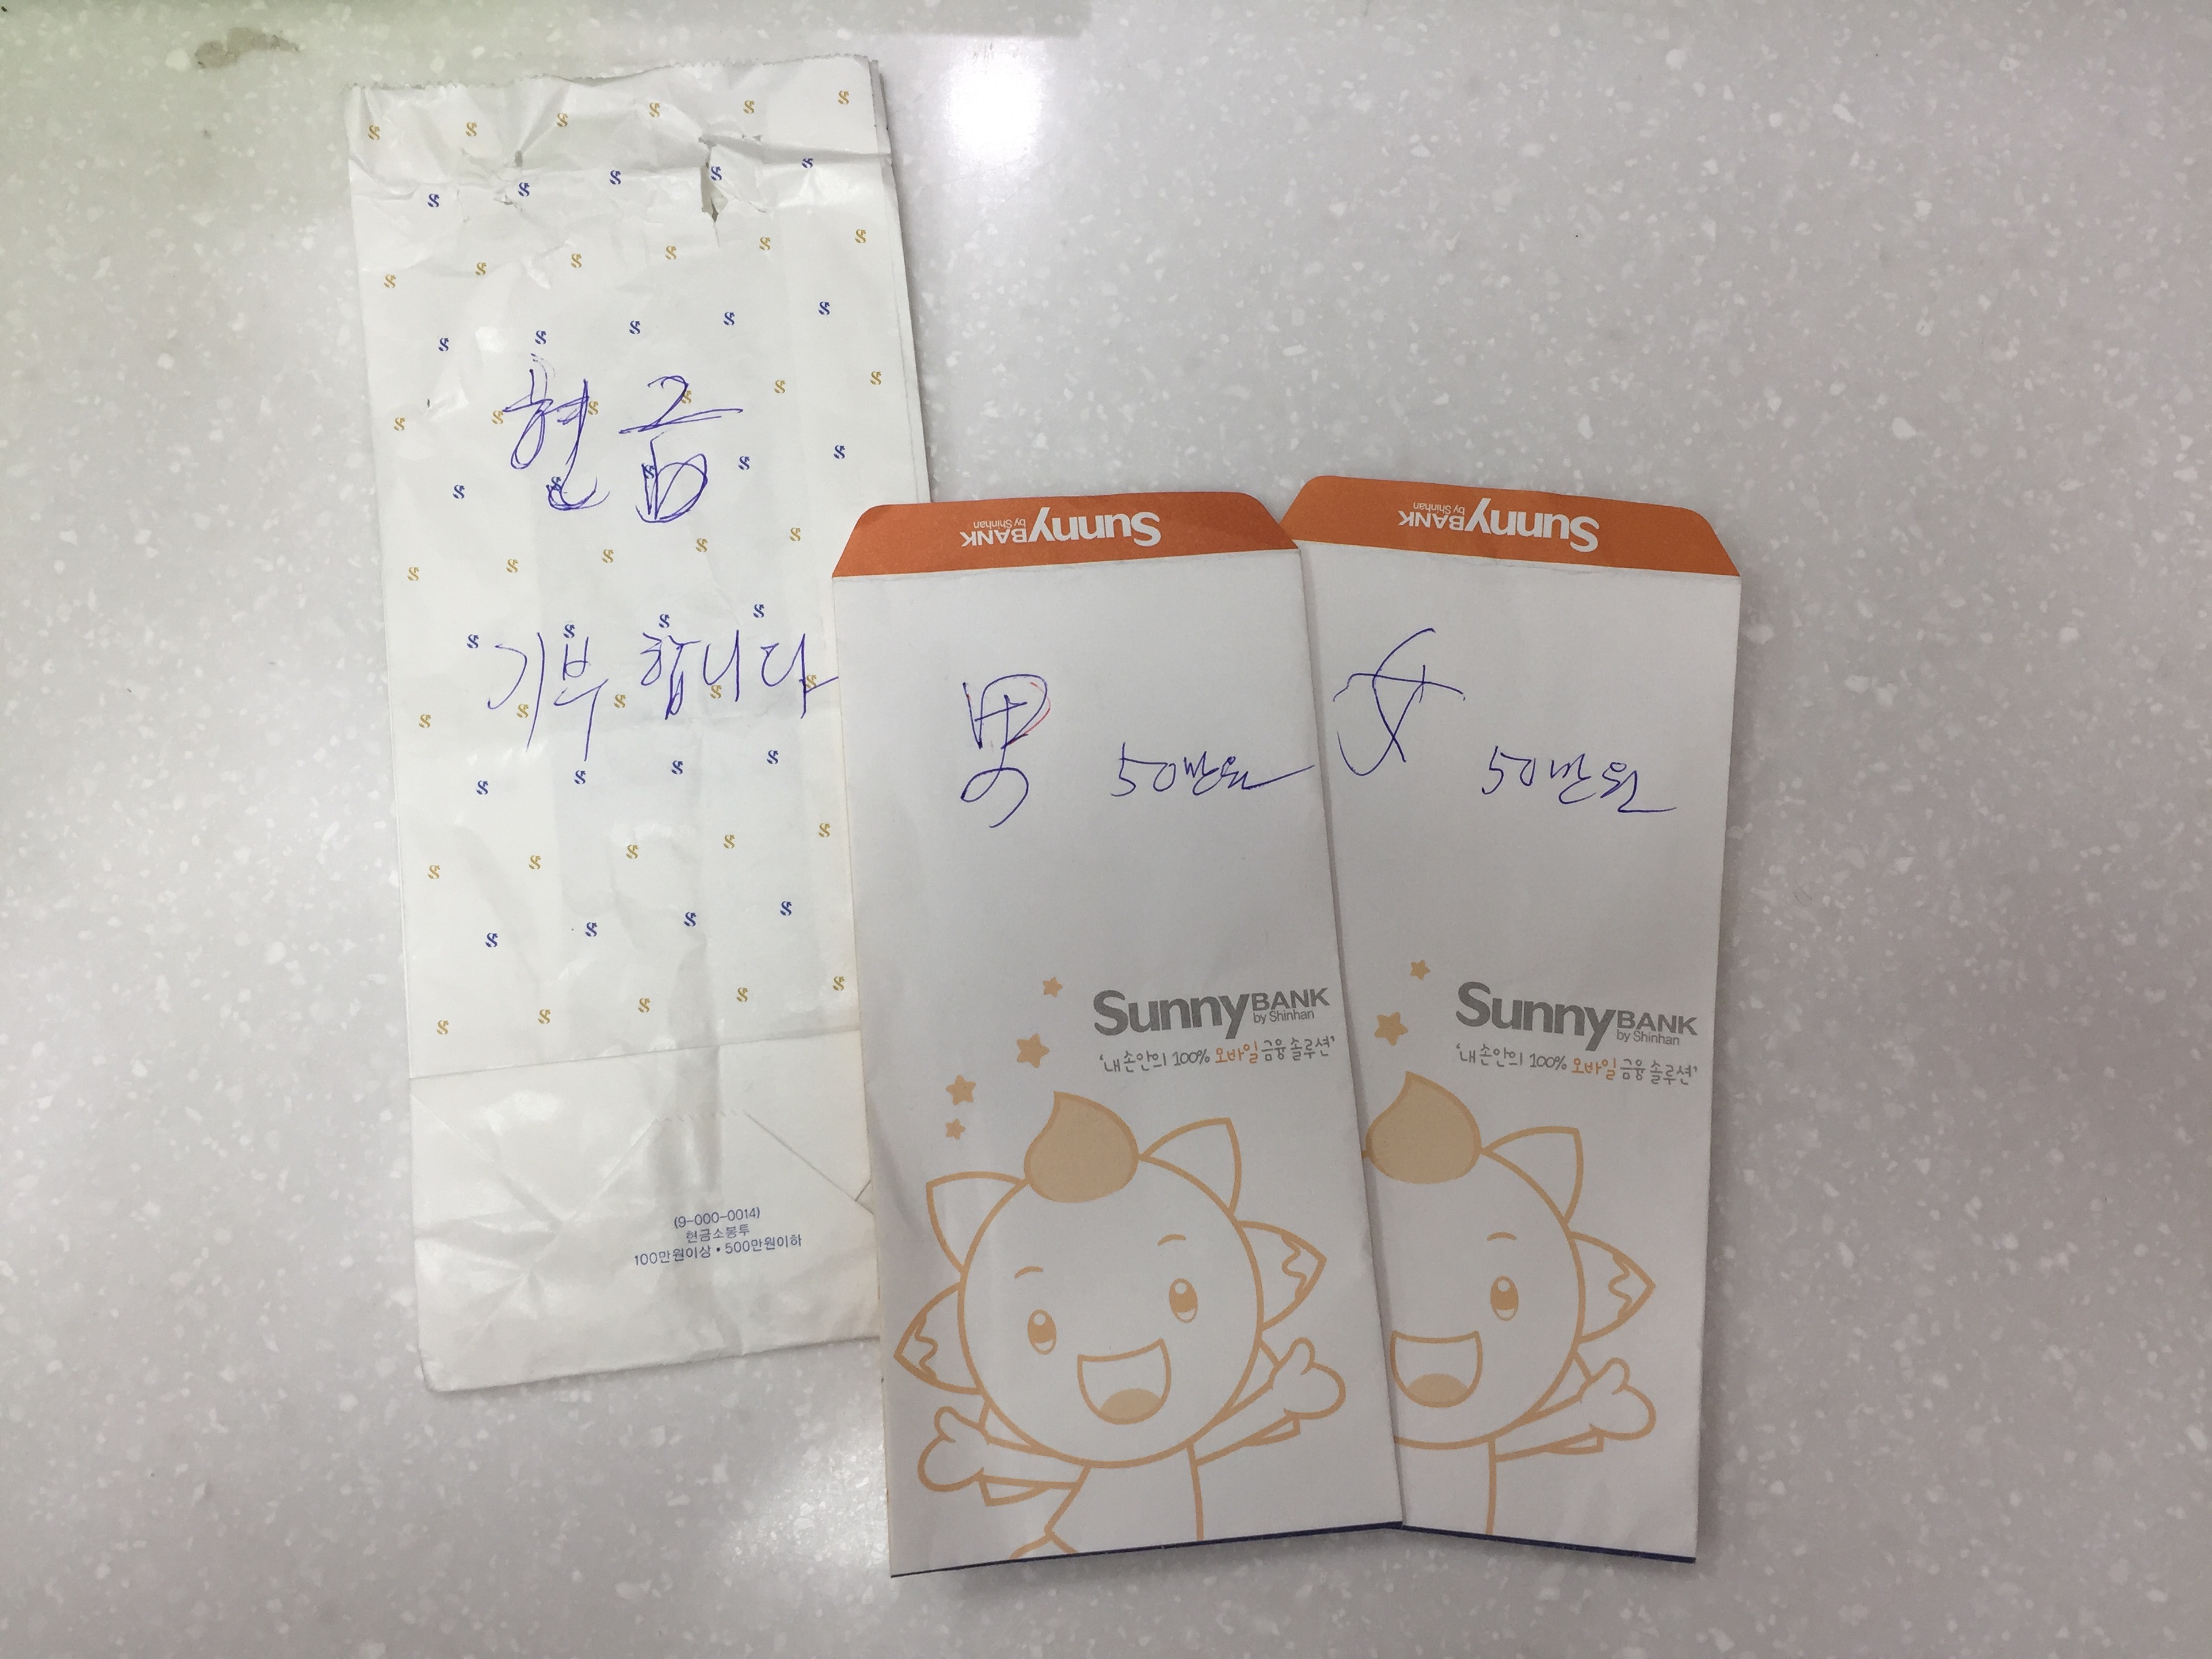 현금
기부합니다
(9-000-0014)
현금소봉투
100만원이상 • 500만원이하
SunnyBANK
by Shinhan
男 50만원
SunnyBANK
by Shinhan
'내 손안의 100% 모바일 금융 솔루션'
SunnyBANK
by Shinhan
女 50만원
SunnyBANK
by Shinhan
'내 손안의 100% 모바일 금융 솔루션'